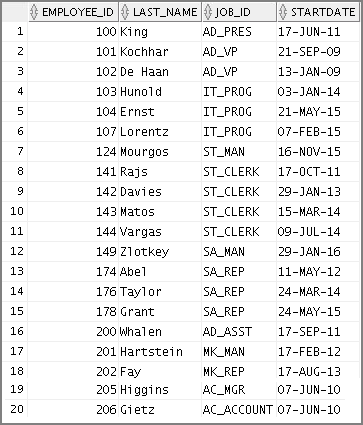 EMPLOYEE_ID LAST_NAME JOB_ID STARTDATE
1 100 King AD_PRES 17-JUN-11
2 101 Kochhar AD_VP 21-SEP-09
3 102 De Haan AD_VP 13-JAN-09
4 103 Hunold IT_PROG 03-JAN-14
5 104 Ernst IT_PROG 21-MAY-15
6 107 Lorentz IT_PROG 07-FEB-15
7 124 Mourgos ST_MAN 16-NOV-15
8 141 Rajs ST_CLERK 17-OCT-11
9 142 Davies ST_CLERK 29-JAN-13
10 143 Matos ST_CLERK 15-MAR-14
11 144 Vargas ST_CLERK 09-JUL-14
12 149 Zlotkey SA_MAN 29-JAN-16
13 174 Abel SA_REP 11-MAY-12
14 176 Taylor SA_REP 24-MAR-14
15 178 Grant SA_REP 24-MAY-15
16 200 Whalen AD_ASST 17-SEP-11
17 201 Hartstein MK_MAN 17-FEB-12
18 202 Fay MK_REP 17-AUG-13
19 205 Higgins AC_MGR 07-JUN-10
20 206 Gietz AC_ACCOUNT 07-JUN-10